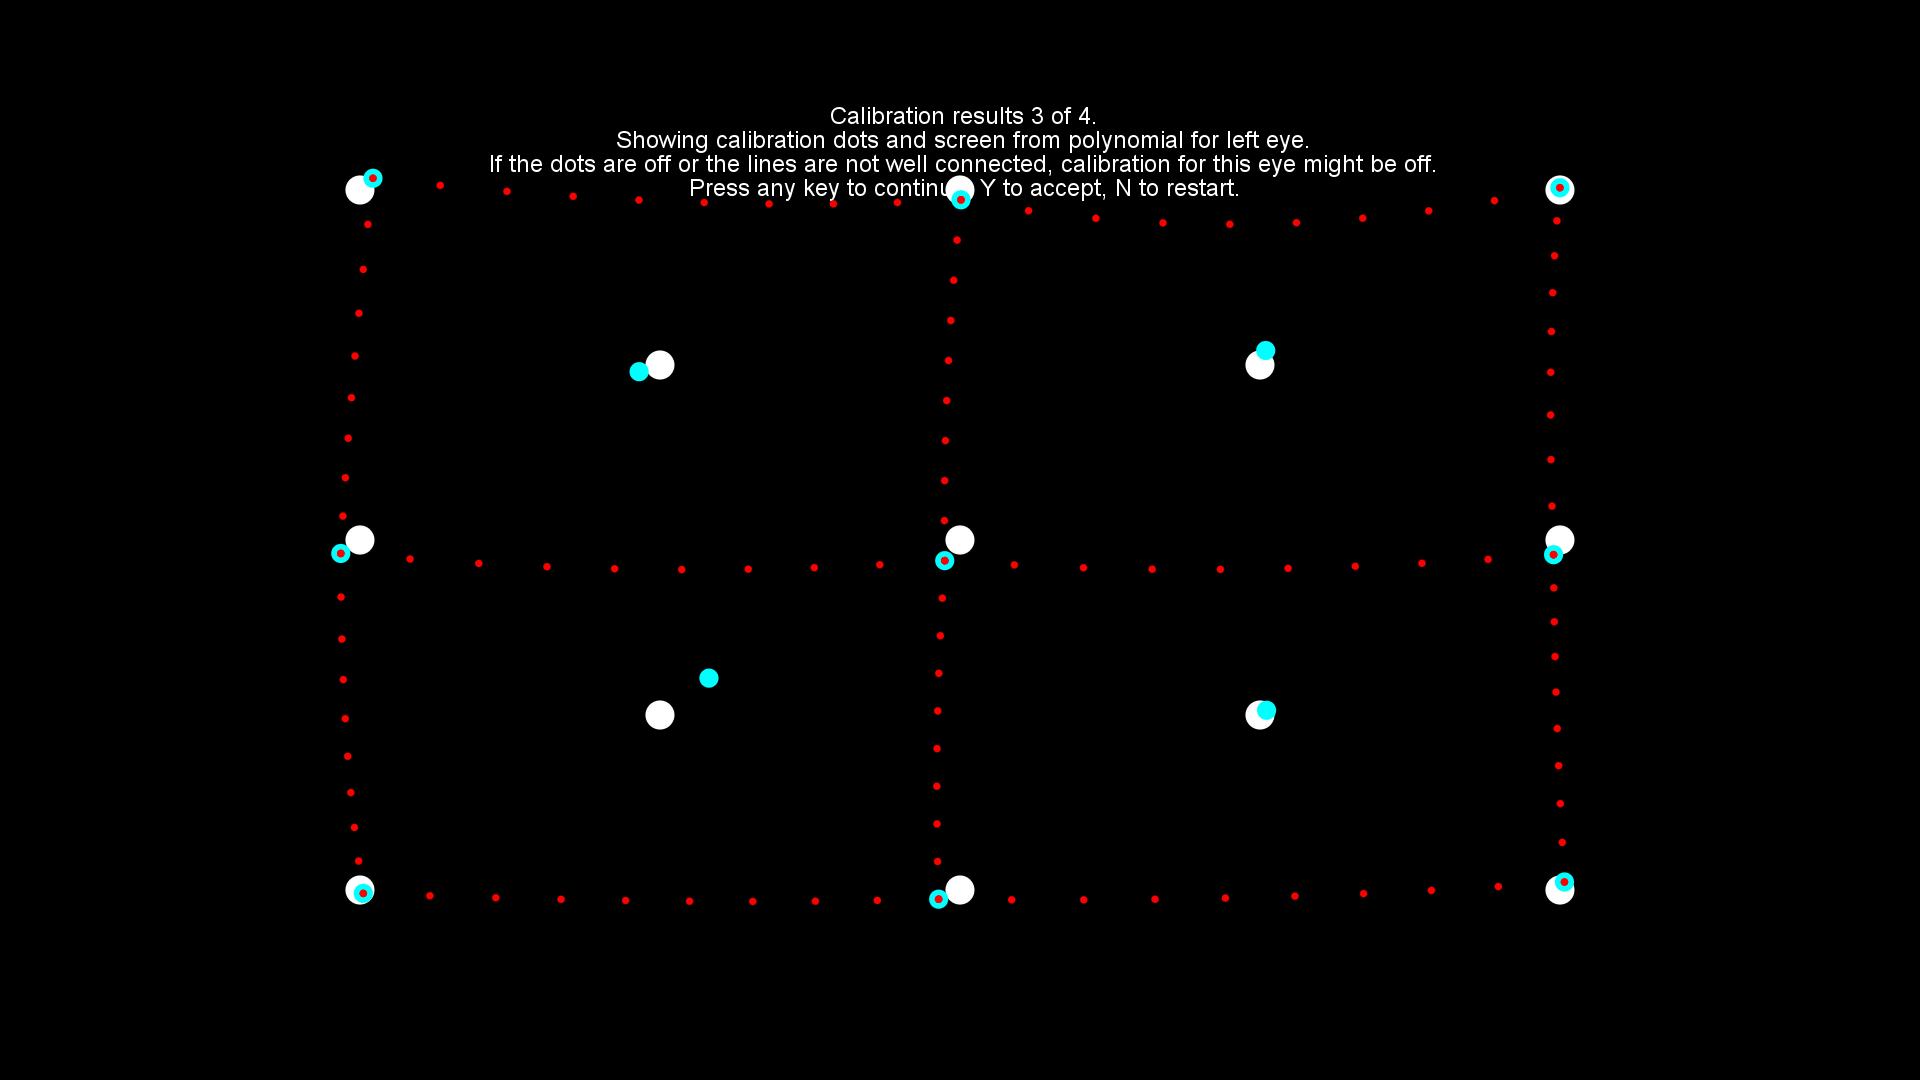 Calibration results 3 of 4.
Showing calibration dots and screen from polynomial for left eye.
If the dots are off or the lines are not well connected, calibration for this eye might be off.
Press any key to continu Y to accept, N to restart.